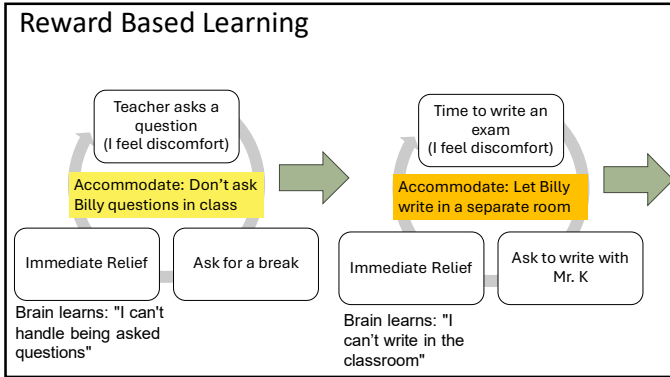 Reward Based Learning
Teacher asks a
question
(I feel discomfort)
Accommodate: Don't ask
Billy questions in class
Immediate Relief
Ask for a break
Brain learns: "I can't
handle being asked
questions"
Time to write an
exam
(I feel discomfort)
Accommodate: Let Billy
write in a separate room
Immediate Relief
Ask to write with
Mr. K
Brain learns: "I
can't write in the
classroom"